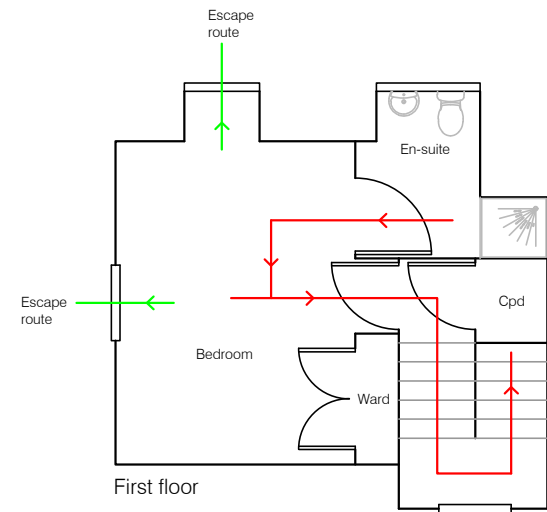 Escape
route
En-suite
Escape
route
Cpd
Bedroom
Ward
First floor